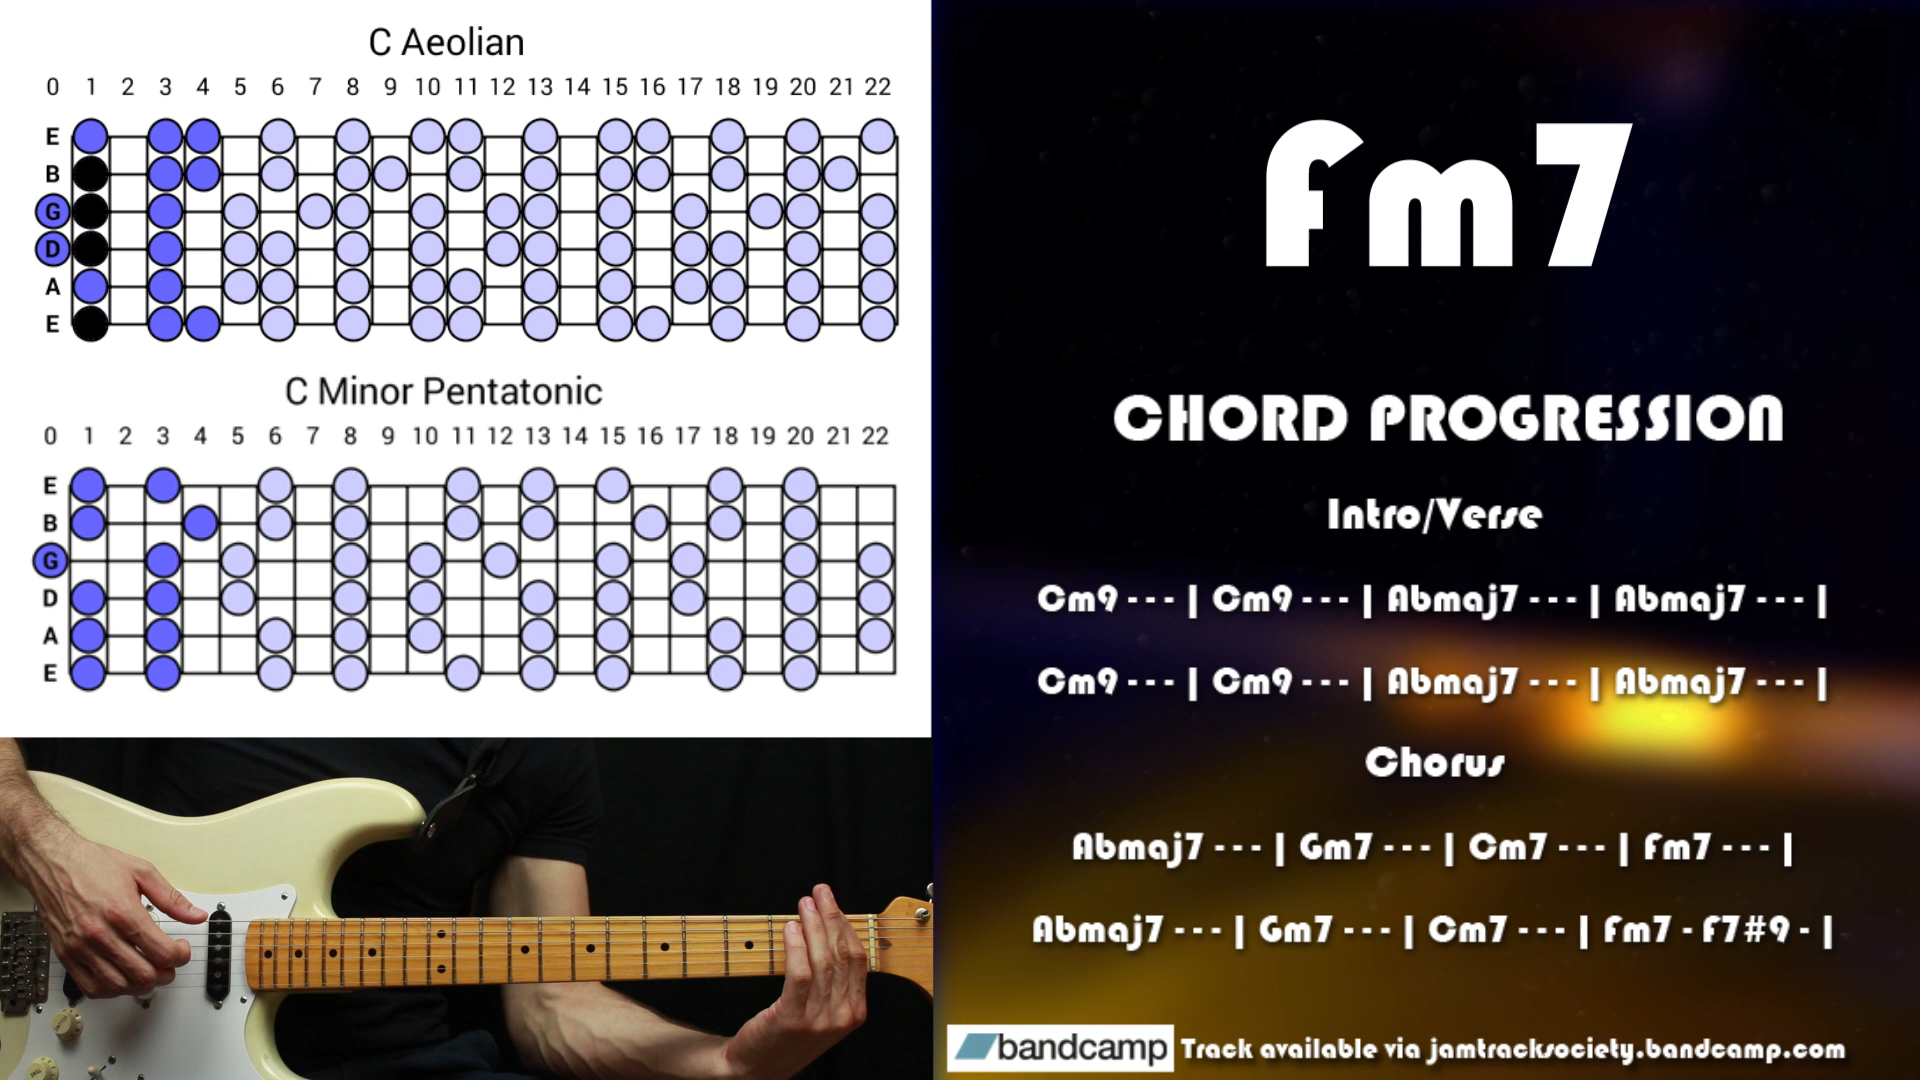 C Aeolian
0 1 2 3 4 5 6 7 8 9 10 11 12 13 14 15 16 17 18 19 20 21 22
E
B
G
D
A
E
C Minor Pentatonic
0 1 2 3 4 5 6 7 8 9 10 11 12 13 14 15 16 17 18 19 20 21 22
E
B
G
D
A
E
Fm7
CHORD PROGRESSION
Intro/Verse
Cm9 - - - | Cm9 - - - | Abmaj7 - - - | Abmaj7 - - - |
Cm9 - - - | Cm9 - - - | Abmaj7 - - - | Abmaj7 - - - |
Chorus
Abmaj7 - - - | Gm7 - - - | Cm7 - - - | Fm7 - - - |
Abmaj7 - - - | Gm7 - - - | Cm7 - - - | Fm7 - F7#9 - |
bandcamp Track available via jamtracksociety.bandcamp.com